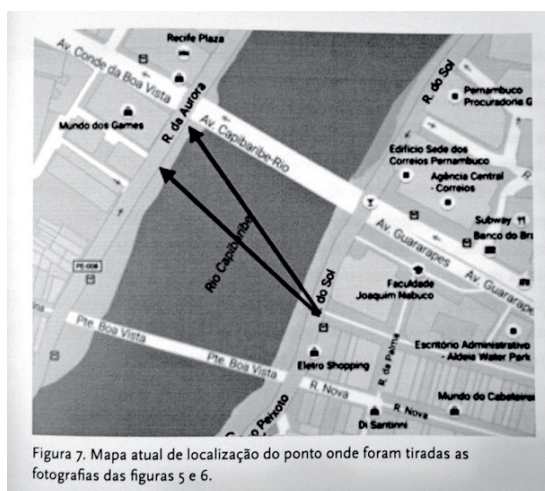 Recife Plaza
Av. Conde da Boa Vista
R. da Aurora
Mundo dos Games
Av. Capibaribe-Rio
R. do Sol
Pernambuco
Procuradoria G
Edifício Sede dos
Correios Pernambuco
Agência Central
- Correios
Subway
Banco do Bra
Av. Guararapes
Av. Guararape
Faculdade
Joaquim Nabuco
Rio Capibaribe
do Sol
PE-008
Escritório Administrativo
- Aldeia Water Park
R. da Palma
Eletro Shopping
Pte. Boa Vista
Pte. Boa Vista
R. Nova
R. Nova
Mundo do Cabeleirei
Di Santinni
Peixoto
Figura 7. Mapa atual de localização do ponto onde foram tiradas as
fotografias das figuras 5 e 6.